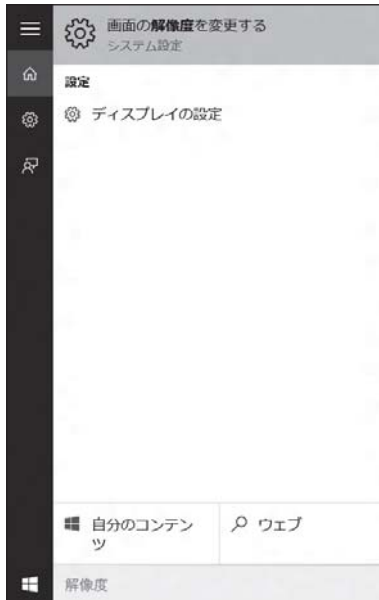 画面の解像度を変更する
システム設定
設定
ディスプレイの設定
自分のコンテン
ツ
ウェブ
解像度